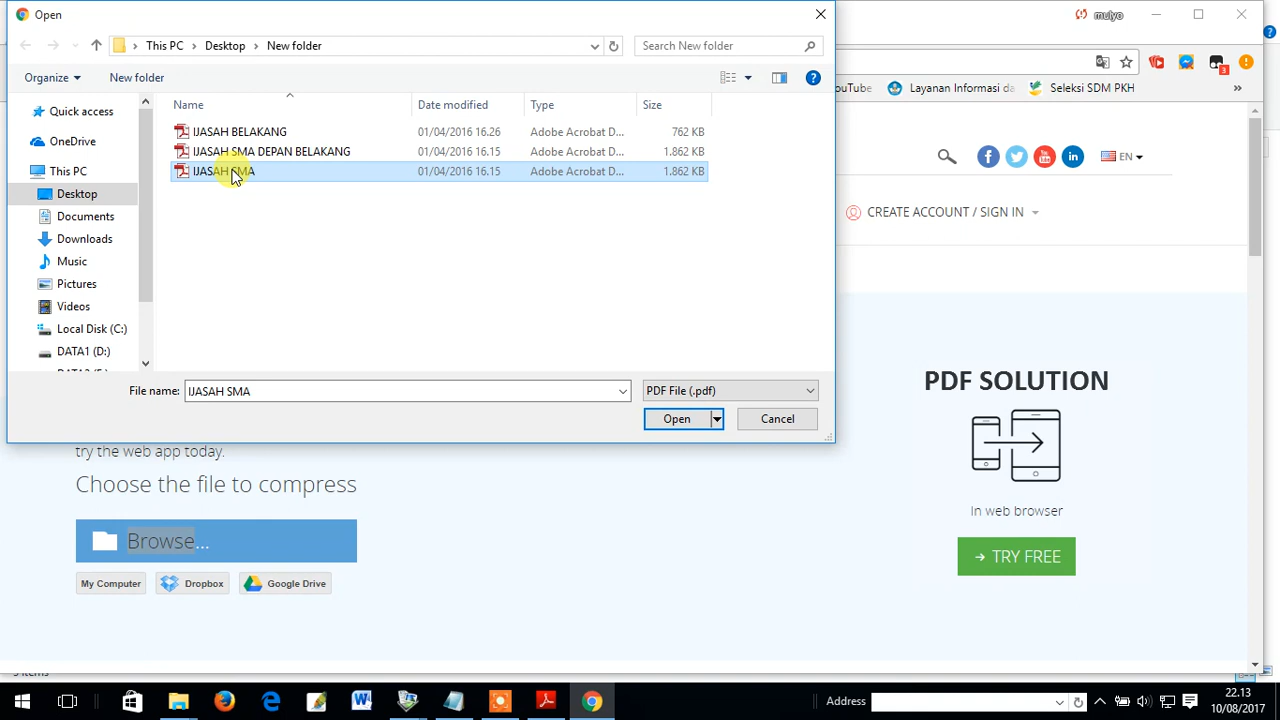 Open
mulyo
This PC > Desktop > New folder
Search New folder
Organize
New folder
Name
Date modified
Type
Size
Quick access
OneDrive
This PC
Desktop
Documents
Downloads
Music
Pictures
Videos
Local Disk (C:)
DATA1 (D:)
IJASAH BELAKANG 01/04/2016 16.26 Adobe Acrobat D... 762 KB
IJASAH SMA DEPAN BELAKANG 01/04/2016 16.15 Adobe Acrobat D... 1.862 KB
IJASAH SMA 01/04/2016 16.15 Adobe Acrobat D... 1.862 KB
File name: IJASAH SMA
PDF File (.pdf)
Open
Cancel
3
Layanan Informasi da
Seleksi SDM PKH
»
EN
CREATE ACCOUNT / SIGN IN
try the web app today.
Choose the file to compress
Browse...
My Computer
Dropbox
Google Drive
PDF SOLUTION
In web browser
TRY FREE
Address
22.13
10/08/2017